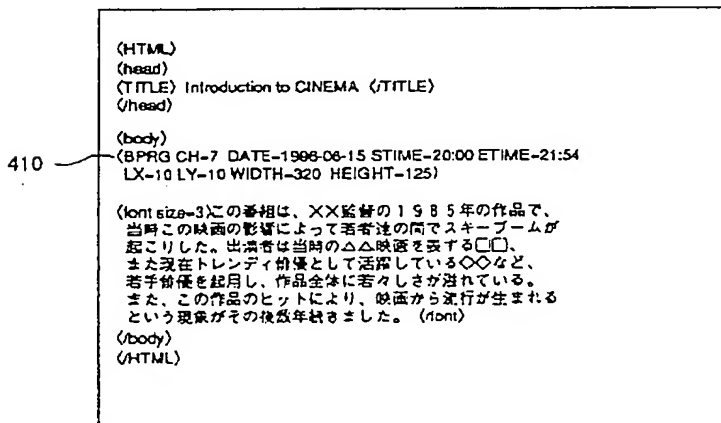 〈HTML〉
〈head〉
〈TITLE〉 Introduction to CINEMA 〈/TITLE〉
〈/head〉
〈body〉
410
〈BPRG CH=7 DATE=1996-06-15 STIME=20:00 ETIME=21:54
LX=10 LY=10 WIDTH=320 HEIGHT=125〉
〈font size=3〉この番組は、××監督の1985年の作品で、
当時この映画の影響によって若者達の間でスキーブームが
起こりした。出演者は当時の△△映画を表する□□、
また現在トレンディ俳優として活躍している◇◇など、
若手俳優を起用し、作品全体に若々しさが溢れている。
また、この作品のヒットにより、映画から流行が生まれる
という現象がその後数年続きました。 〈/font〉
〈/body〉
〈/HTML〉